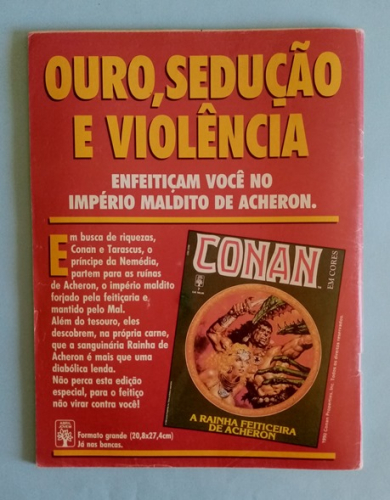 OURO, SEDUÇÃO
E VIOLÊNCIA
ENFEITIÇAM VOCÊ NO
IMPÉRIO MALDITO DE ACHERON.
Em busca de riquezas,
Conan e Tarascus, o
príncipe da Nemédia,
partem para as ruínas
de Acheron, o império maldito
forjado pela feitiçaria e
mantido pelo Mal.
Além do tesouro, eles
descobrem, na própria carne,
que a sanguinária Rainha de
Acheron é mais que uma
diabólica lenda.
Não perca esta edição
especial, para o feitiço
não virar contra você!
Formato grande (20,8x27,4cm)
Já nas bancas.
CONAN
EM CORES
A RAINHA FEITICEIRA
DE ACHERON